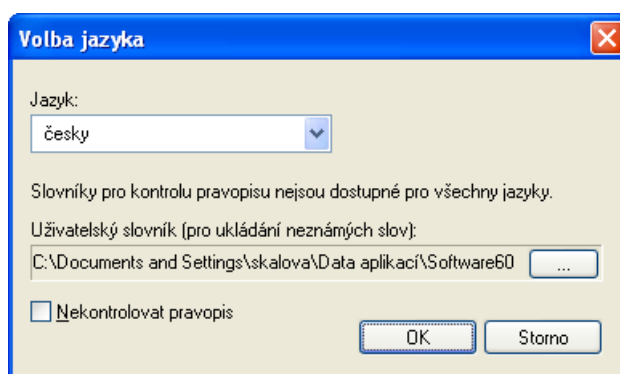 Volba jazyka
Jazyk:
česky
Slovníky pro kontrolu pravopisu nejsou dostupné pro všechny jazyky.
Uživatelský slovník (pro ukládání neznámých slov):
C:\Documents and Settings\skalova\Data aplikací\Software60 ...
Nekontrolovat pravopis
OK Storno